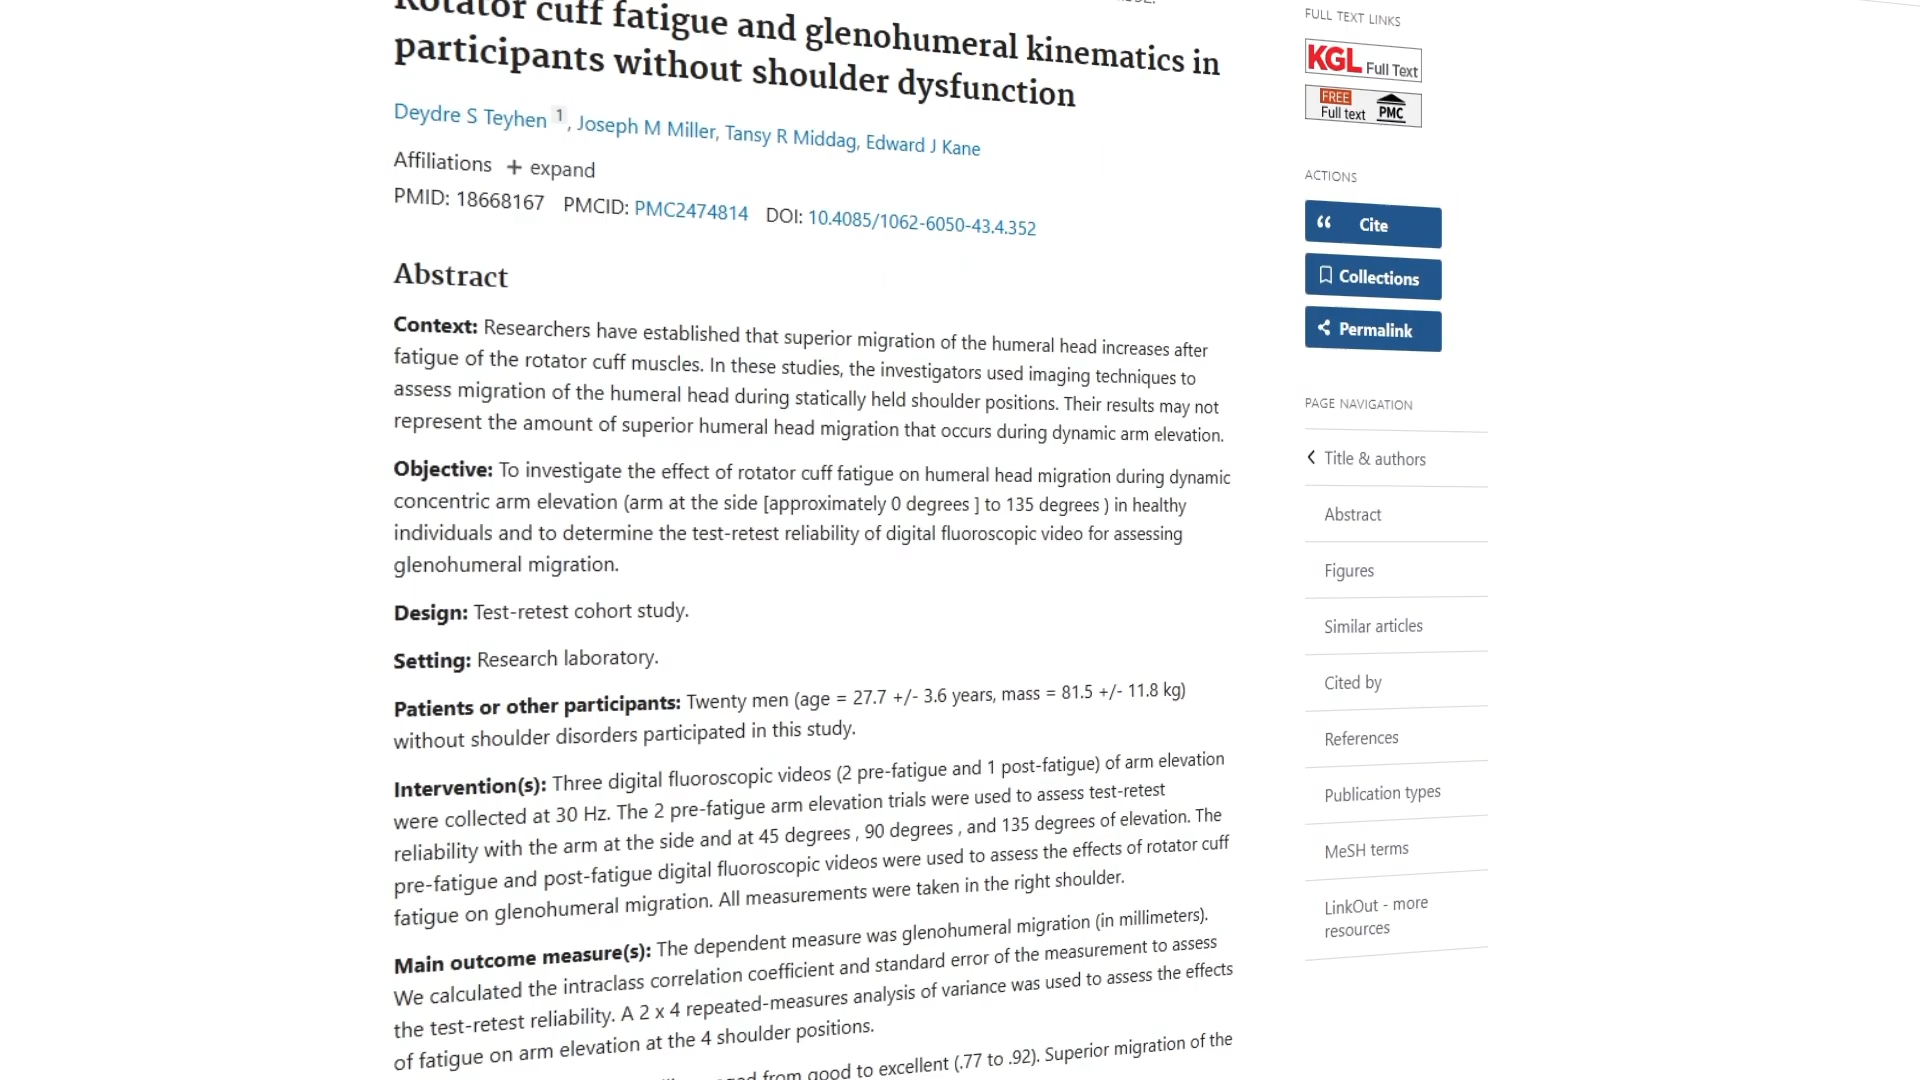 Rotator cuff fatigue and glenohumeral kinematics in
participants without shoulder dysfunction
Deydre S Teyhen 1, Joseph M Miller, Tansy R Middag, Edward J Kane
Affiliations + expand
PMID: 18668167 PMCID: PMC2474814 DOI: 10.4085/1062-6050-43.4.352
Abstract
Context: Researchers have established that superior migration of the humeral head increases after
fatigue of the rotator cuff muscles. In these studies, the investigators used imaging techniques to
assess migration of the humeral head during statically held shoulder positions. Their results may not
represent the amount of superior humeral head migration that occurs during dynamic arm elevation.
Objective: To investigate the effect of rotator cuff fatigue on humeral head migration during dynamic
concentric arm elevation (arm at the side [approximately 0 degrees ] to 135 degrees ) in healthy
individuals and to determine the test-retest reliability of digital fluoroscopic video for assessing
glenohumeral migration.
Design: Test-retest cohort study.
Setting: Research laboratory.
Patients or other participants: Twenty men (age = 27.7 +/- 3.6 years, mass = 81.5 +/- 11.8 kg)
without shoulder disorders participated in this study.
Intervention(s): Three digital fluoroscopic videos (2 pre-fatigue and 1 post-fatigue) of arm elevation
were collected at 30 Hz. The 2 pre-fatigue arm elevation trials were used to assess test-retest
reliability with the arm at the side and at 45 degrees , 90 degrees , and 135 degrees of elevation. The
pre-fatigue and post-fatigue digital fluoroscopic videos were used to assess the effects of rotator cuff
fatigue on glenohumeral migration. All measurements were taken in the right shoulder.
Main outcome measure(s): The dependent measure was glenohumeral migration (in millimeters).
We calculated the intraclass correlation coefficient and standard error of the measurement to assess
the test-retest reliability. A 2 x 4 repeated-measures analysis of variance was used to assess the effects
of fatigue on arm elevation at the 4 shoulder positions.
from good to excellent (.77 to .92). Superior migration of the
FULL TEXT LINKS
KGL Full Text
FREE
Full text PMC
ACTIONS
Cite
Collections
Permalink
PAGE NAVIGATION
Title & authors
Abstract
Figures
Similar articles
Cited by
References
Publication types
MeSH terms
LinkOut - more
resources